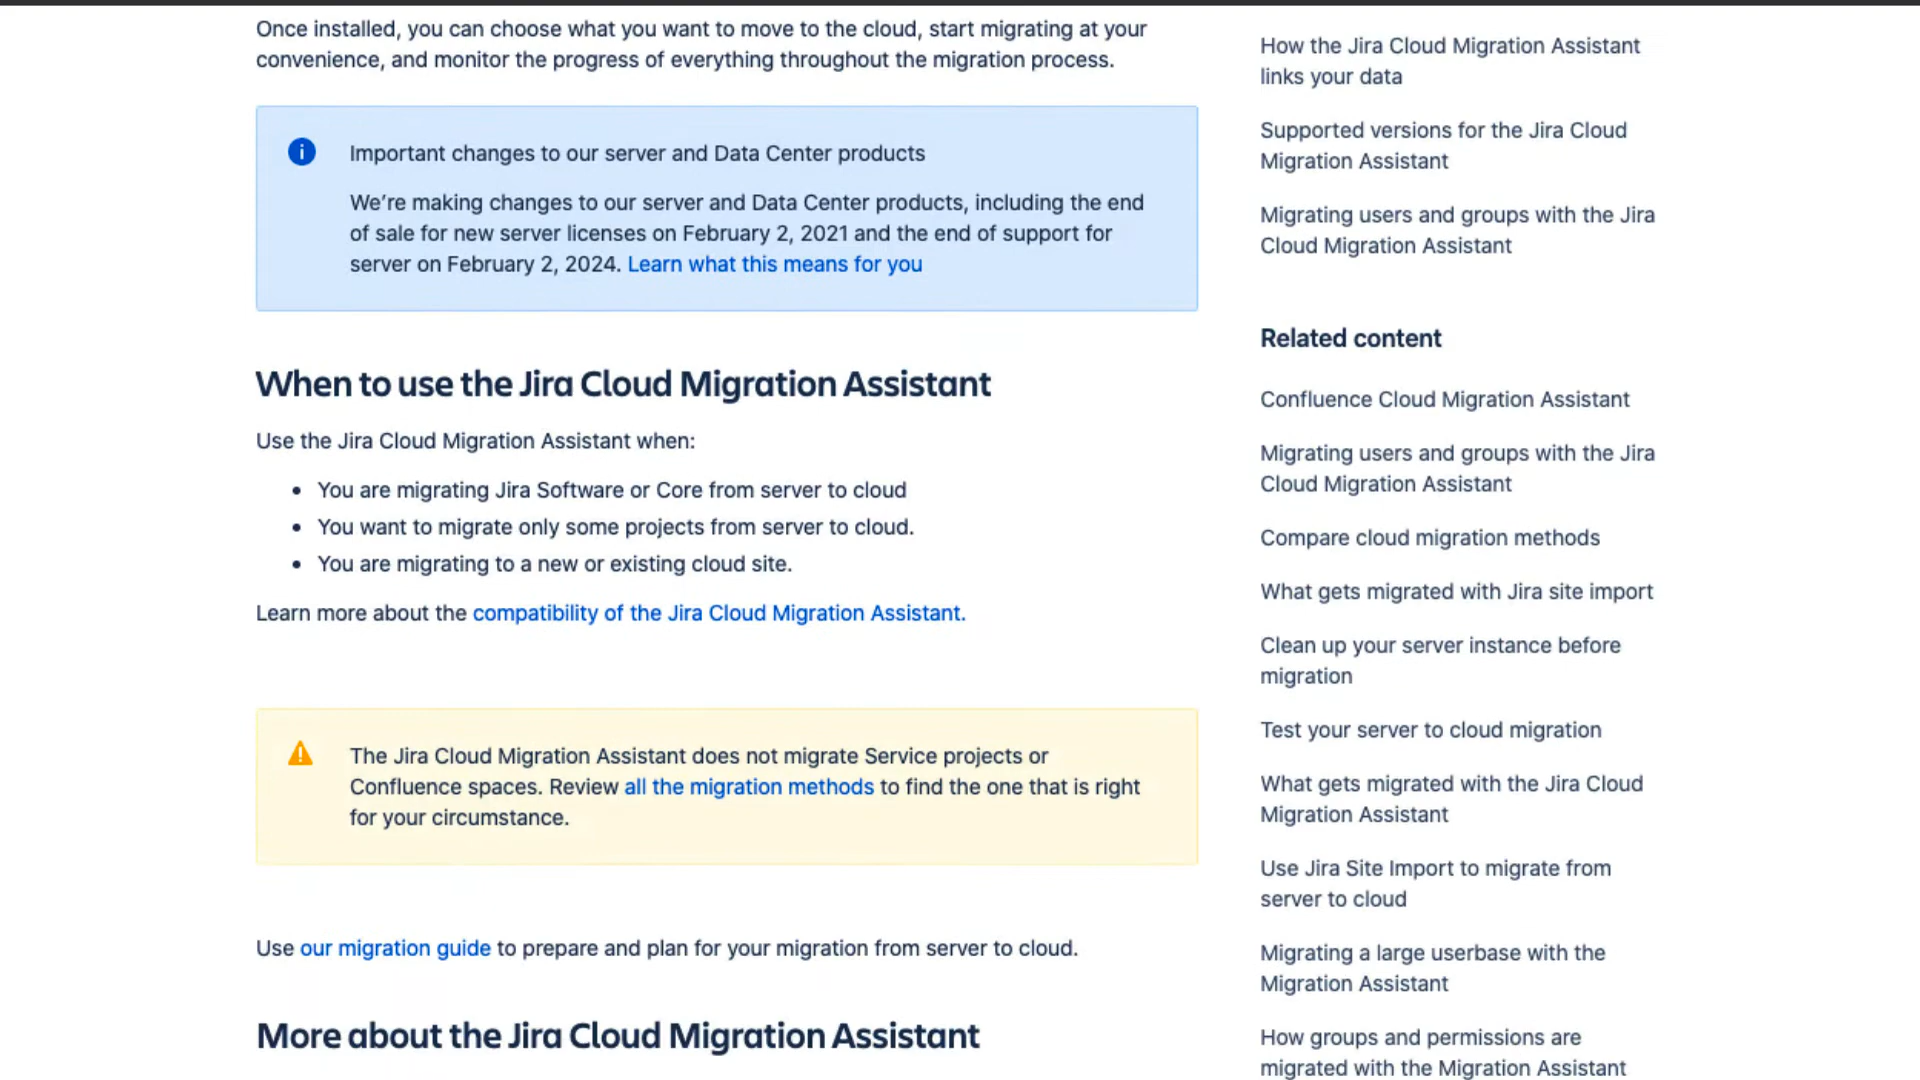 Once installed, you can choose what you want to move to the cloud, start migrating at your
convenience, and monitor the progress of everything throughout the migration process.
Important changes to our server and Data Center products
We're making changes to our server and Data Center products, including the end
of sale for new server licenses on February 2, 2021 and the end of support for
server on February 2, 2024. Learn what this means for you
When to use the Jira Cloud Migration Assistant
Use the Jira Cloud Migration Assistant when:
• You are migrating Jira Software or Core from server to cloud
• You want to migrate only some projects from server to cloud.
• You are migrating to a new or existing cloud site.
Learn more about the compatibility of the Jira Cloud Migration Assistant.
The Jira Cloud Migration Assistant does not migrate Service projects or
Confluence spaces. Review all the migration methods to find the one that is right
for your circumstance.
Use our migration guide to prepare and plan for your migration from server to cloud.
More about the Jira Cloud Migration Assistant
How the Jira Cloud Migration Assistant
links your data
Supported versions for the Jira Cloud
Migration Assistant
Migrating users and groups with the Jira
Cloud Migration Assistant
Related content
Confluence Cloud Migration Assistant
Migrating users and groups with the Jira
Cloud Migration Assistant
Compare cloud migration methods
What gets migrated with Jira site import
Clean up your server instance before
migration
Test your server to cloud migration
What gets migrated with the Jira Cloud
Migration Assistant
Use Jira Site Import to migrate from
server to cloud
Migrating a large userbase with the
Migration Assistant
How groups and permissions are
migrated with the Migration Assistant